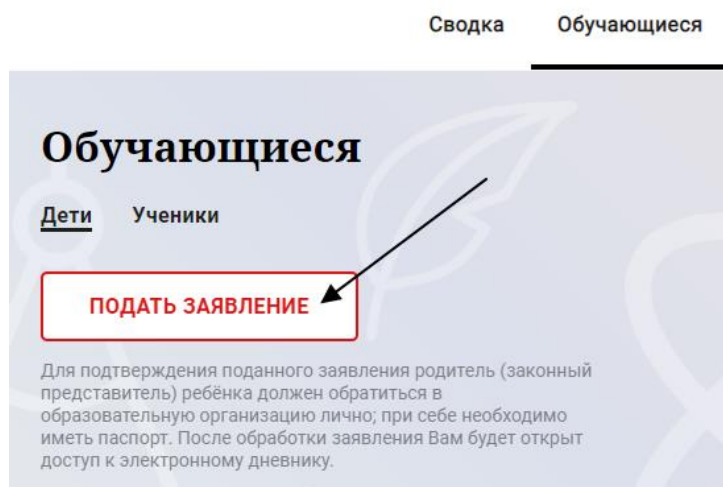 Сводка Обучающиеся
Обучающиеся
Дети Ученики
ПОДАТЬ ЗАЯВЛЕНИЕ
Для подтверждения поданного заявления родитель (законный
представитель) ребёнка должен обратиться в
образовательную организацию лично; при себе необходимо
иметь паспорт. После обработки заявления Вам будет открыт
доступ к электронному дневнику.